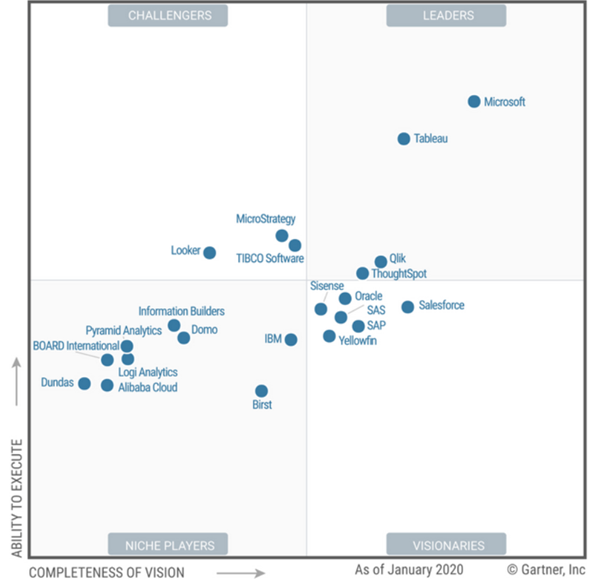 CHALLENGERS
LEADERS
Microsoft
Tableau
MicroStrategy
Looker
TIBCO Software
Qlik
ThoughtSpot
Sisense
Oracle
Salesforce
SAS
Information Builders
SAP
Pyramid Analytics
Domo
IBM
Yellowfin
BOARD International
Logi Analytics
Dundas
Alibaba Cloud
Birst
ABILITY TO EXECUTE
NICHE PLAYERS
VISIONARIES
COMPLETENESS OF VISION
As of January 2020
© Gartner, Inc